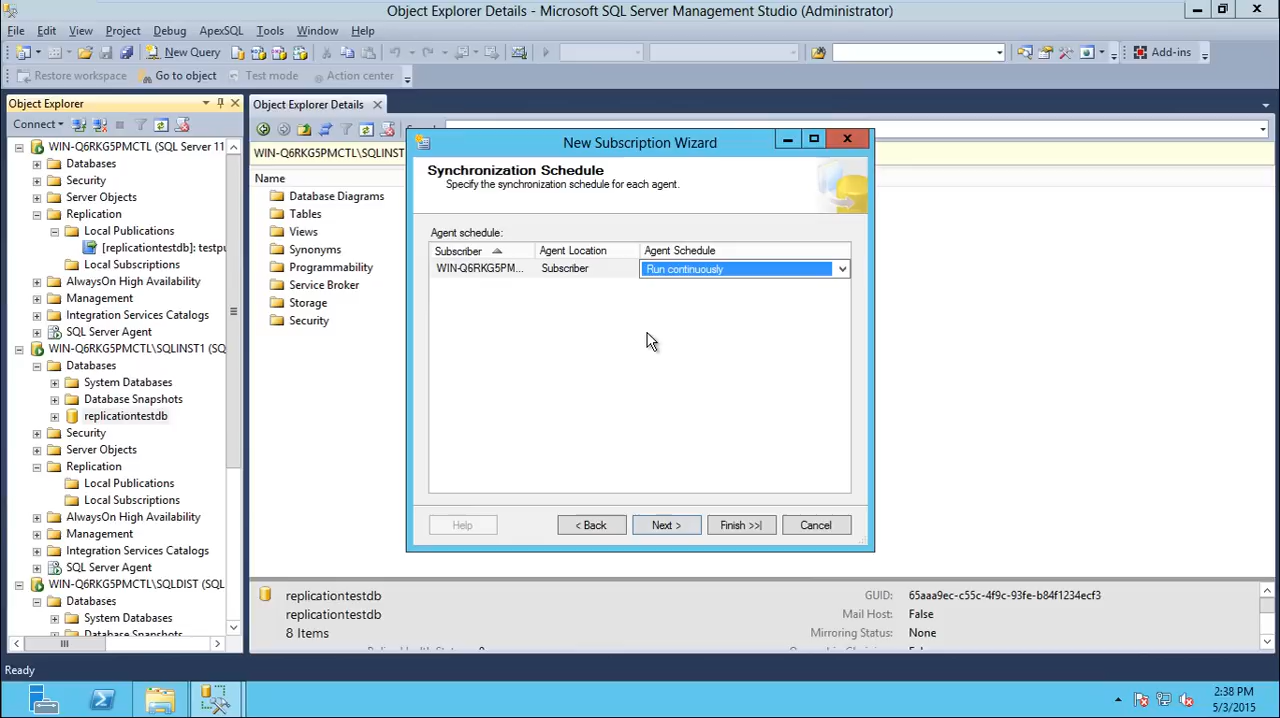 Object Explorer Details - Microsoft SQL Server Management Studio (Administrator)
File Edit View Project Debug ApexSQL Tools Window Help
New Query
Add-ins
Restore workspace Go to object Test mode Action center
Object Explorer
Object Explorer Details
Connect
WIN-Q6RKG5PMCTL (SQL Server 11
Databases
Security
Server Objects
Replication
Local Publications
[replicationtestdb]: testpu
Local Subscriptions
AlwaysOn High Availability
Management
Integration Services Catalogs
SQL Server Agent
WIN-Q6RKG5PMCTL\SQLINST1 (SQ
Databases
System Databases
Database Snapshots
replicationtestdb
Security
Server Objects
Replication
Local Publications
Local Subscriptions
AlwaysOn High Availability
Management
Integration Services Catalogs
SQL Server Agent
WIN-Q6RKG5PMCTL\SQLDIST (SQL
Databases
System Databases
Database Snapshots
WIN-Q6RKG5PMCTL\SQLINST
Name
Database Diagrams
Tables
Views
Synonyms
Programmability
Service Broker
Storage
Security
New Subscription Wizard
Synchronization Schedule
Specify the synchronization schedule for each agent.
Agent schedule:
Subscriber Agent Location Agent Schedule
WIN-Q6RKG5PM... Subscriber Run continuously
Help < Back Next > Finish >>| Cancel
replicationtestdb GUID: 65aaa9ec-c55c-4f9c-93fe-b84f1234ecf3
replicationtestdb Mail Host: False
8 Items Mirroring Status: None
Ready
2:38 PM
5/3/2015